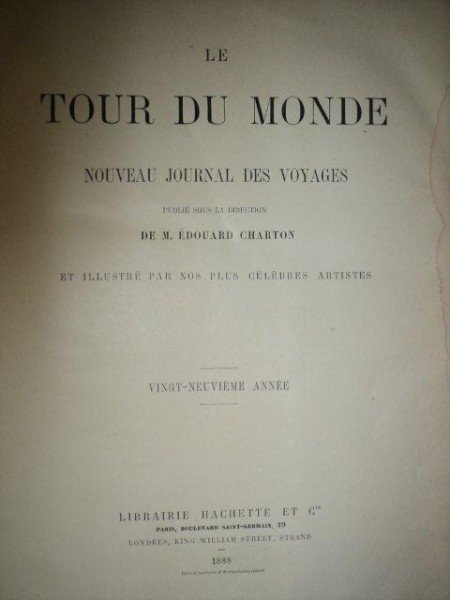 LE
TOUR DU MONDE
NOUVEAU JOURNAL DES VOYAGES
PUBLIÉ SOUS LA DIRECTION
DE M. ÉDOUARD CHARTON
ET ILLUSTRÉ PAR NOS PLUS CÉLÈBRES ARTISTES
VINGT-NEUVIÈME ANNÉE
LIBRAIRIE HACHETTE ET Cie
PARIS, BOULEVARD SAINT-GERMAIN, 79
LONDRES, KING WILLIAM STREET, STRAND
1888